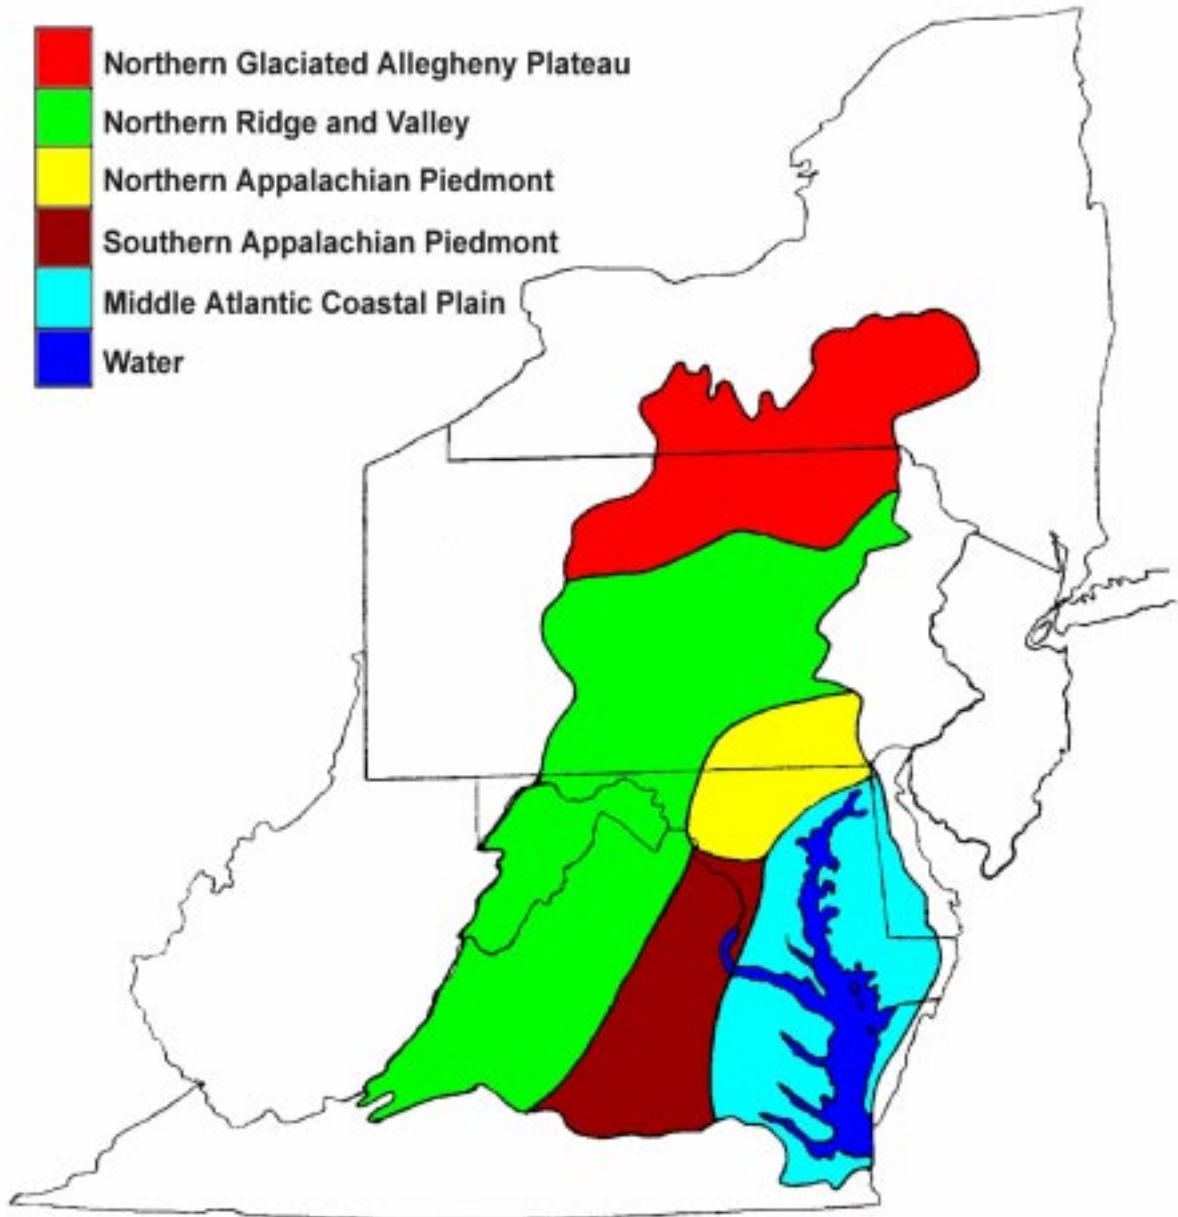 Northern Glaciated Allegheny Plateau
Northern Ridge and Valley
Northern Appalachian Piedmont
Southern Appalachian Piedmont
Middle Atlantic Coastal Plain
Water